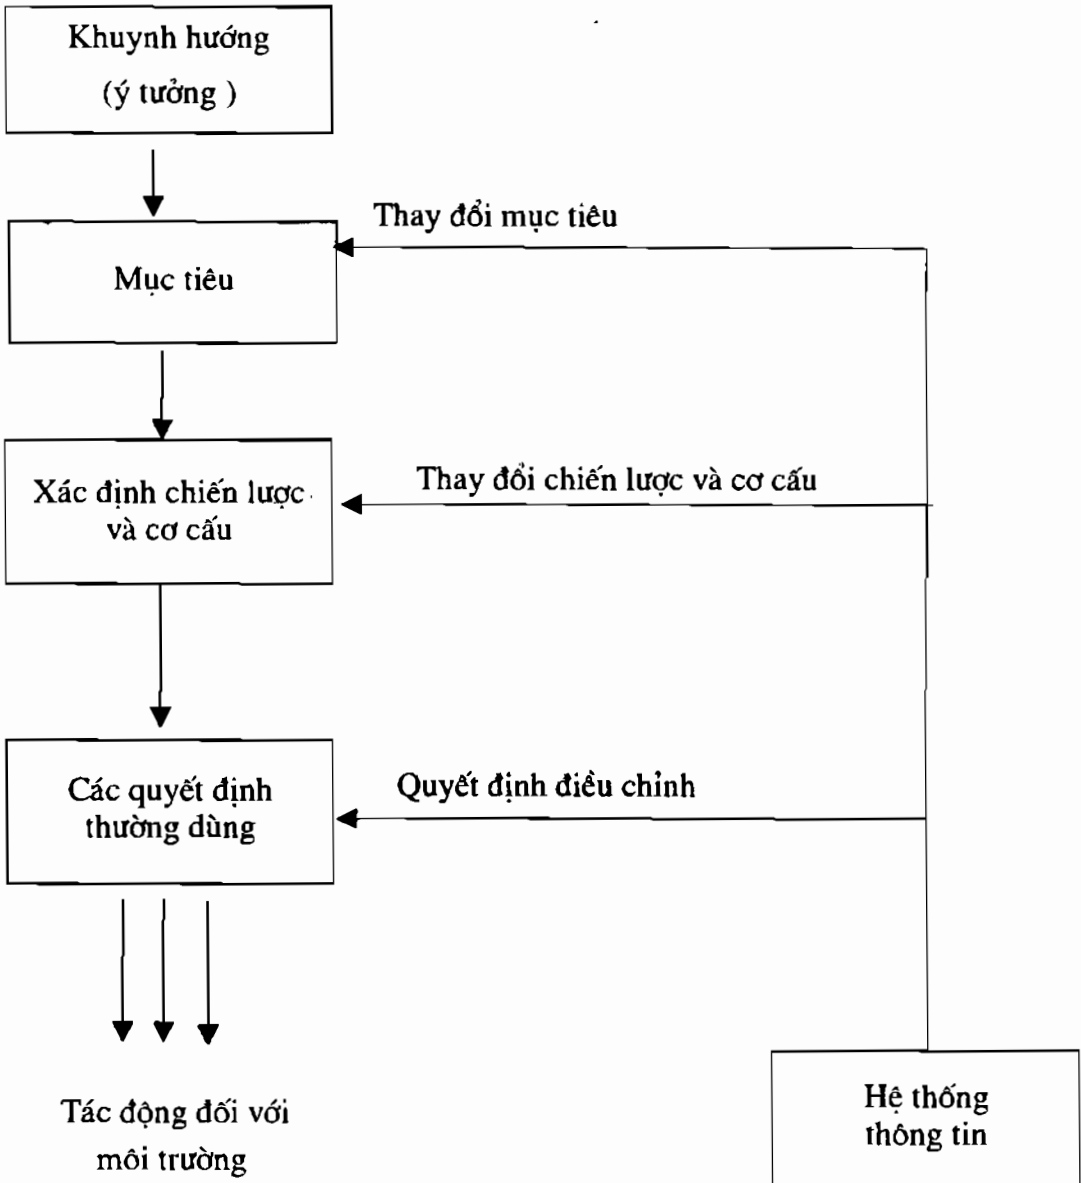 Khuynh hướng
(ý tưởng )
Thay đổi mục tiêu
Mục tiêu
Thay đổi chiến lược và cơ cấu
Xác định chiến lược
và cơ cấu
Quyết định điều chỉnh
Các quyết định
thường dùng
Tác động đối với
môi trường
Hệ thống
thông tin